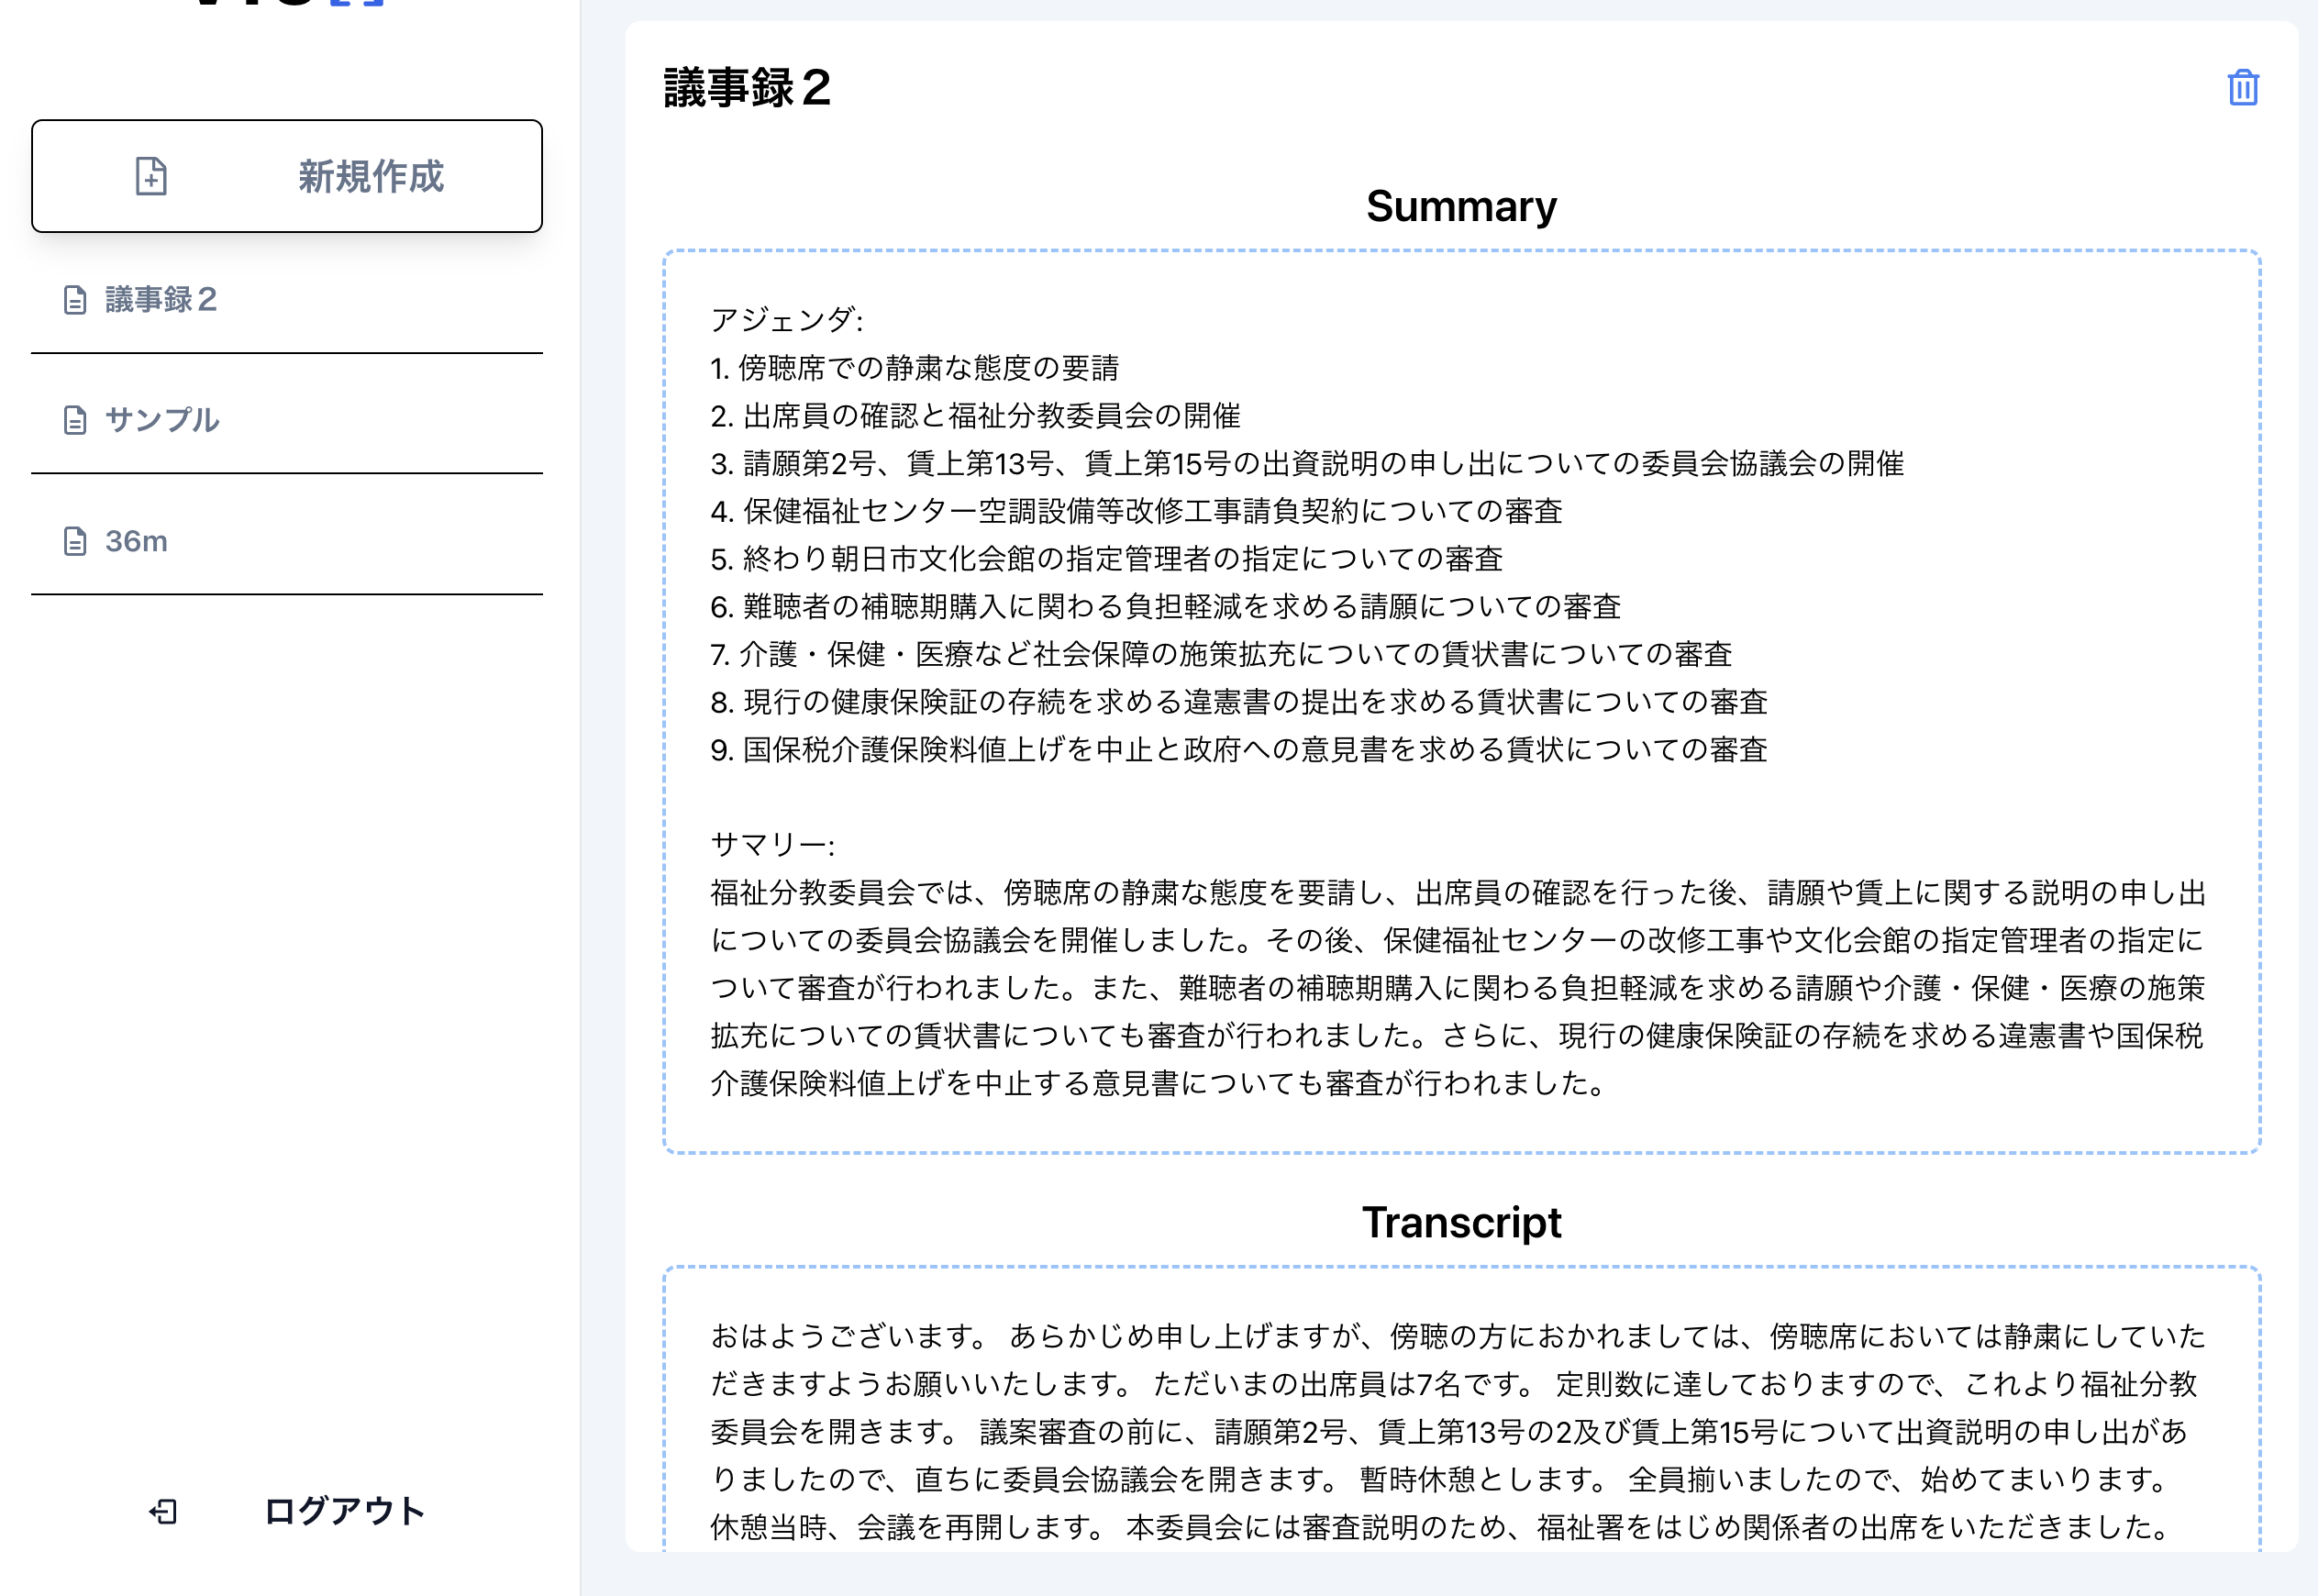 新規作成
議事録２
サンプル
36m
ログアウト
議事録２
Summary
アジェンダ:
1. 傍聴席での静粛な態度の要請
2. 出席員の確認と福祉分教委員会の開催
3. 請願第2号、賃上第13号、賃上第15号の出資説明の申し出についての委員会協議会の開催
4. 保健福祉センター空調設備等改修工事請負契約についての審査
5. 終わり朝日市文化会館の指定管理者の指定についての審査
6. 難聴者の補聴期購入に関わる負担軽減を求める請願についての審査
7. 介護・保健・医療など社会保障の施策拡充についての賃状書についての審査
8. 現行の健康保険証の存続を求める違憲書の提出を求める賃状書についての審査
9. 国保税介護保険料値上げを中止と政府への意見書を求める賃状についての審査
サマリー:
福祉分教委員会では、傍聴席の静粛な態度を要請し、出席員の確認を行った後、請願や賃上に関する説明の申し出
についての委員会協議会を開催しました。その後、保健福祉センターの改修工事や文化会館の指定管理者の指定に
ついて審査が行われました。また、難聴者の補聴期購入に関わる負担軽減を求める請願や介護・保健・医療の施策
拡充についての賃状書についても審査が行われました。さらに、現行の健康保険証の存続を求める違憲書や国保税
介護保険料値上げを中止する意見書についても審査が行われました。
Transcript
おはようございます。 あらかじめ申し上げますが、傍聴の方におかれましては、傍聴席においては静粛にしていた
だきますようお願いいたします。 ただいまの出席員は7名です。 定則数に達しておりますので、これより福祉分教
委員会を開きます。 議案審査の前に、請願第2号、賃上第13号の2及び賃上第15号について出資説明の申し出があ
りましたので、直ちに委員会協議会を開きます。 暫時休憩とします。 全員揃いましたので、始めてまいります。
休憩当時、会議を再開します。 本委員会には審査説明のため、福祉署をはじめ関係者の出席をいただきました。